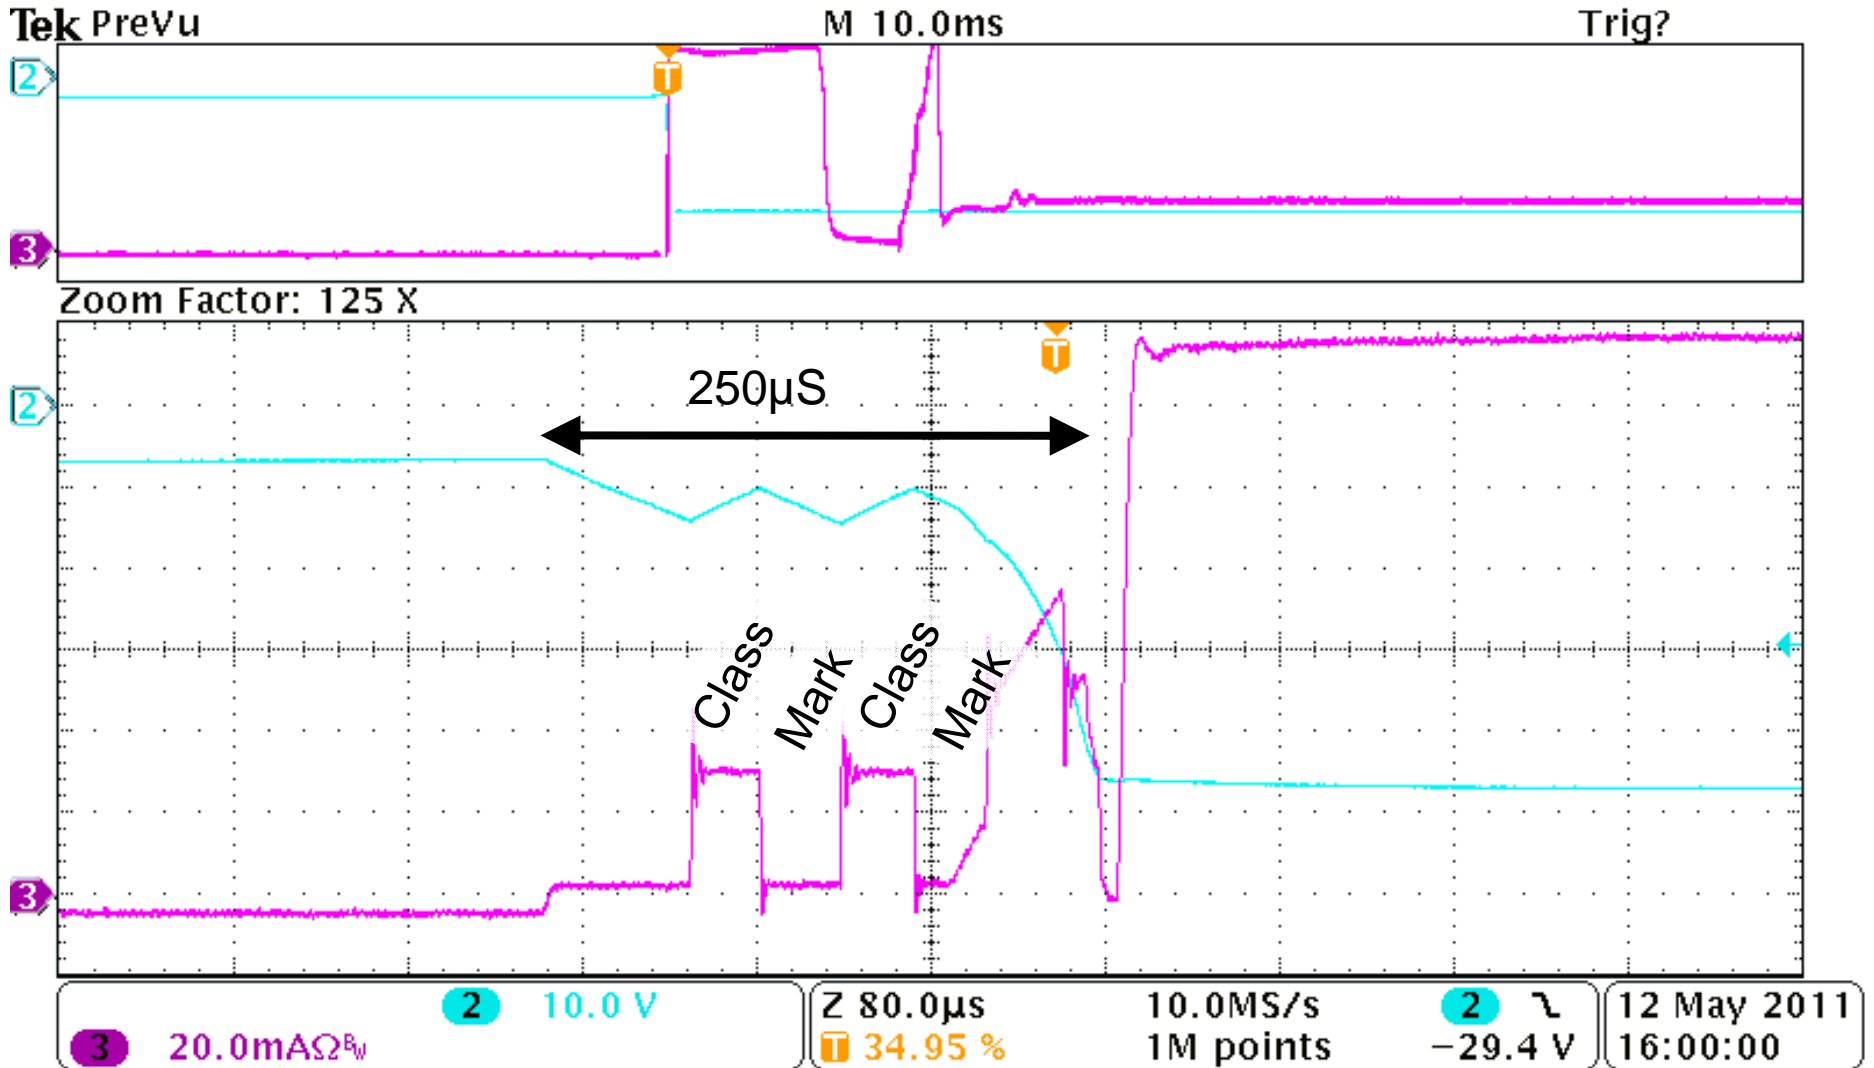 Tek PreVu M 10.0ms Trig?
T
2
3
Zoom Factor: 125 X
T
250µS
2
Class Mark Class Mark
3
2 10.0 V Z 80.0µs 10.0MS/s 2 12 May 2011
3 20.0mAΩBW T 34.95 % 1M points −29.4 V 16:00:00